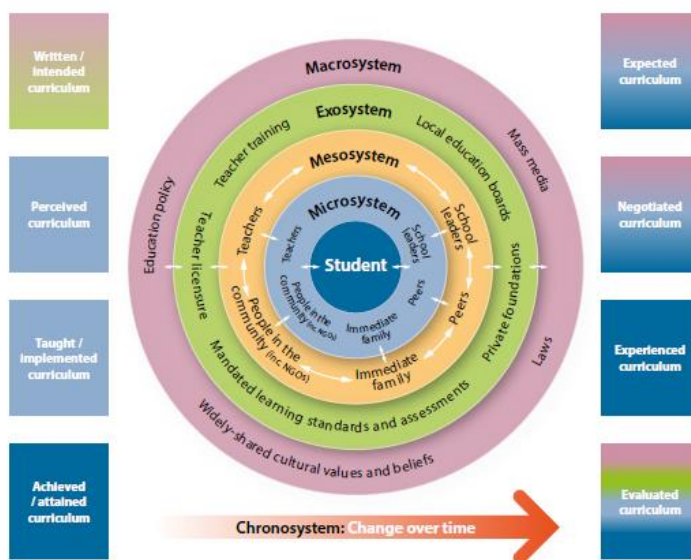 Written /
intended
curriculum
Perceived
curriculum
Taught /
implemented
curriculum
Achieved
/ attained
curriculum
Macrosystem
Education policy
Mass media
Laws
Widely-shared cultural values and beliefs
Exosystem
Teacher training
Local education boards
Teacher licensure
Private foundations
Mandated learning standards and assessments
Mesosystem
Teachers
School
leaders
Peers
Immediate
family
People in the
community (inc. NGOs)
Microsystem
Teachers
School
leaders
Peers
Immediate
family
People in the
community (inc. NGOs)
Student
Chronosystem: Change over time
Expected
curriculum
Negotiated
curriculum
Experienced
curriculum
Evaluated
curriculum